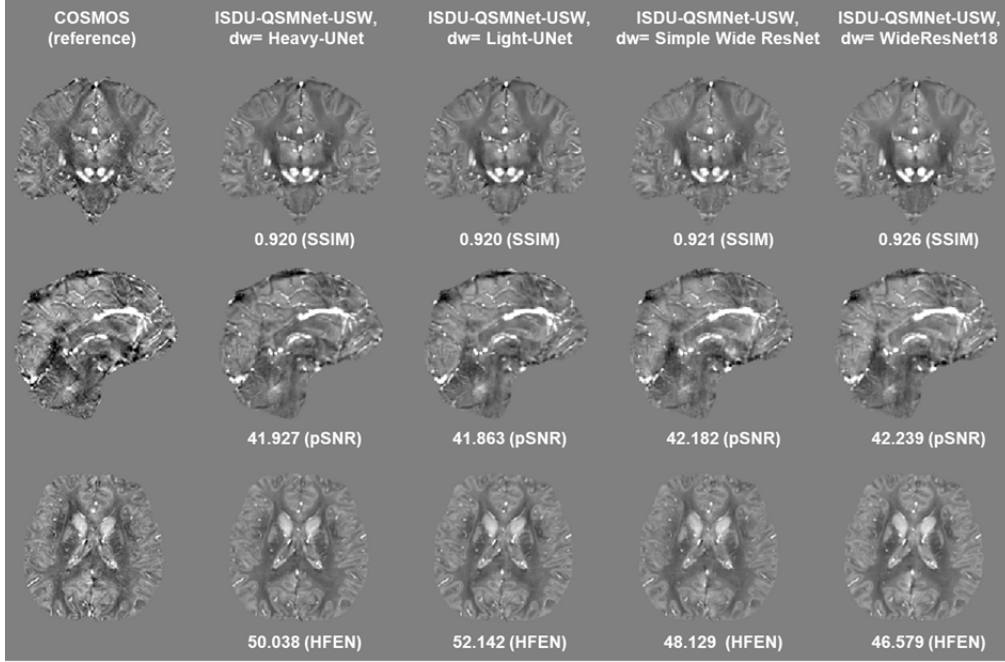 COSMOS
(reference)
ISDU-QSMNet-USW,
dw= Heavy-UNet
ISDU-QSMNet-USW,
dw= Light-UNet
ISDU-QSMNet-USW,
dw= Simple Wide ResNet
ISDU-QSMNet-USW,
dw= WideResNet18
0.920 (SSIM)
0.920 (SSIM)
0.921 (SSIM)
0.926 (SSIM)
41.927 (pSNR)
41.863 (pSNR)
42.182 (pSNR)
42.239 (pSNR)
50.038 (HFEN)
52.142 (HFEN)
48.129 (HFEN)
46.579 (HFEN)